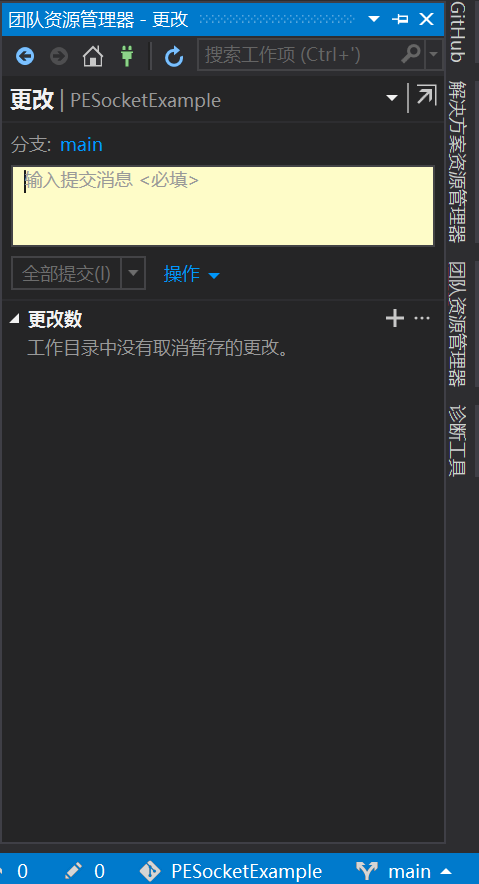 团队资源管理器 - 更改
搜索工作项 (Ctrl+')
更改 | PESocketExample
分支: main
输入提交消息 <必填>
全部提交(I)
操作
更改数
工作目录中没有取消暂存的更改。
GitHub
解决方案资源管理器
团队资源管理器
诊断工具
0
0
PESocketExample
main